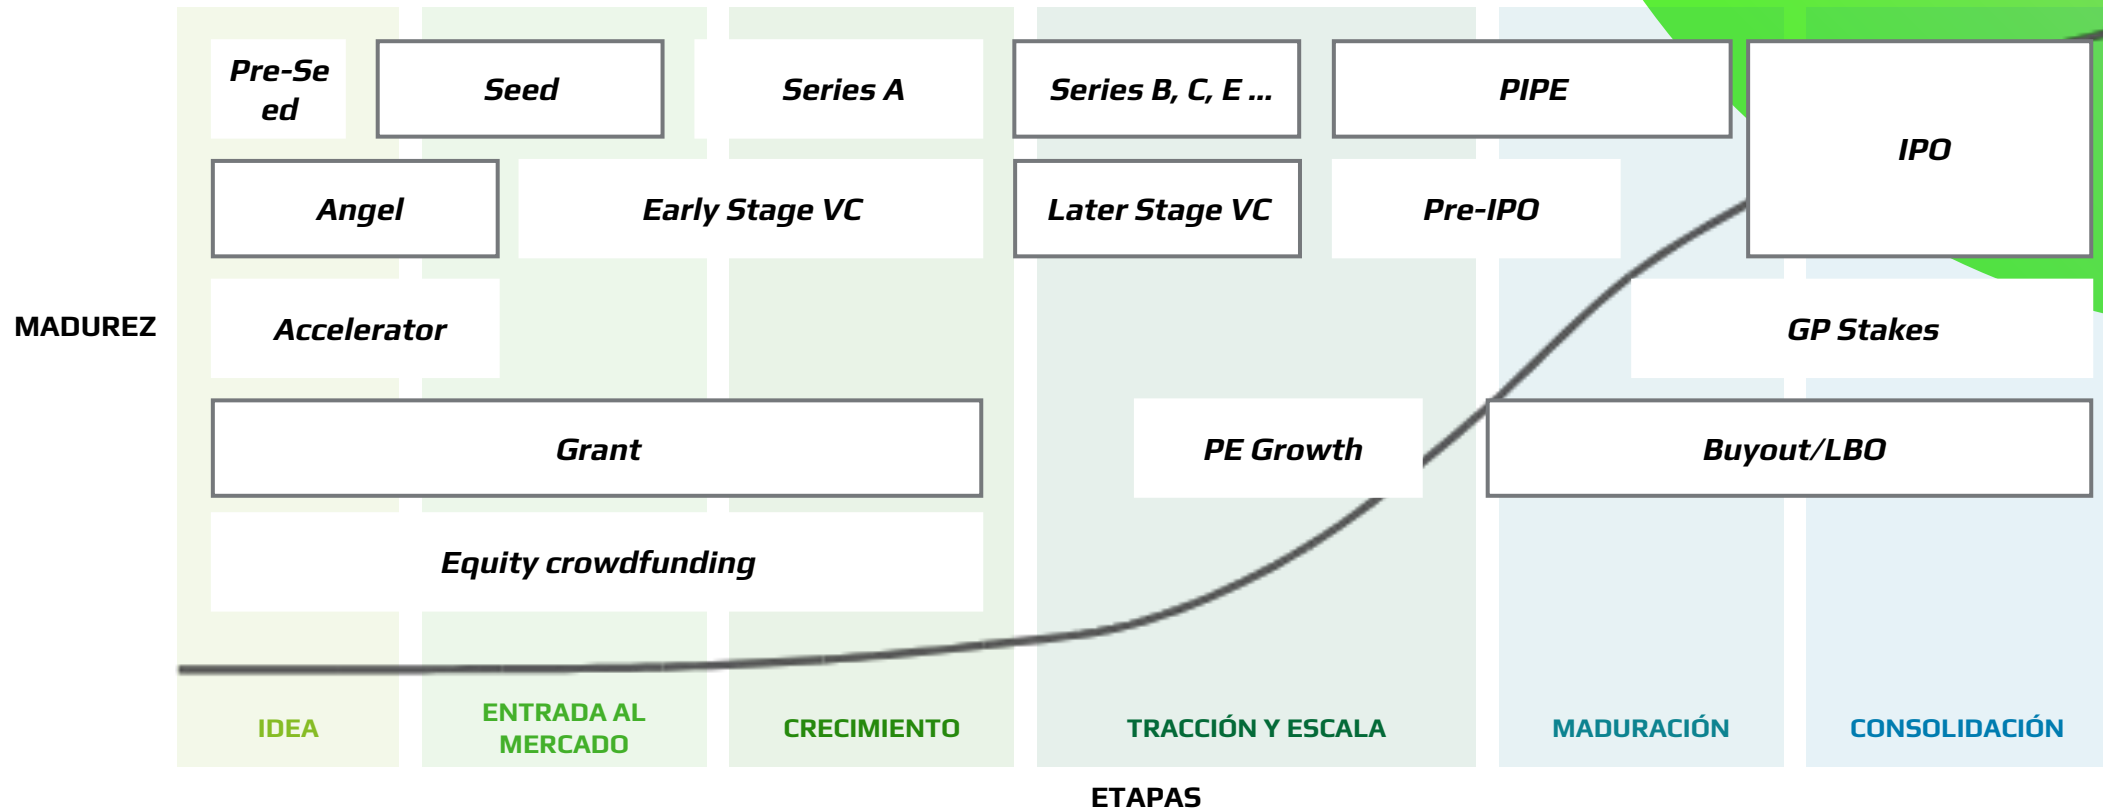 Pre-Se
ed
Seed
Series A
Series B, C, E ...
PIPE
IPO
Angel
Early Stage VC
Later Stage VC
Pre-IPO
MADUREZ
Accelerator
GP Stakes
Grant
PE Growth
Buyout/LBO
Equity crowdfunding
IDEA
ENTRADA AL
MERCADO
CRECIMIENTO
TRACCIÓN Y ESCALA
MADURACIÓN
CONSOLIDACIÓN
ETAPAS